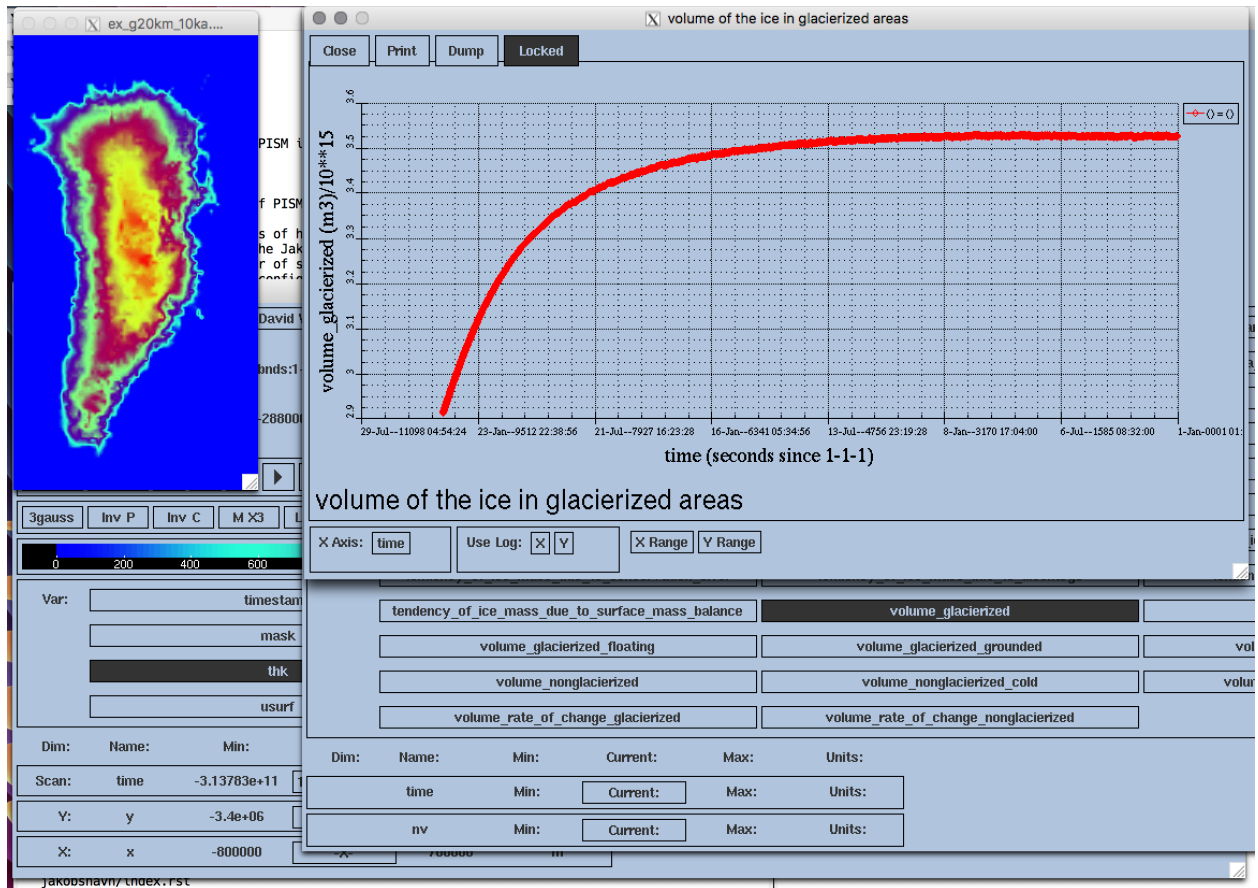 ex_g20km_10ka....
volume of the ice in glacierized areas
Close Print Dump Locked
3.6
3.5
3.4
3.3
3.2
3.1
3
2.9
volume_glacierized (m3)/10**15
() = ()
29-Jul--11098 04:54:24 23-Jan--9512 22:38:56 21-Jul--7927 16:23:28 16-Jan--6341 05:34:56 13-Jul--4756 23:19:28 8-Jan--3170 17:04:00 6-Jul--1585 08:32:00 1-Jan-0001 01:
time (seconds since 1-1-1)
volume of the ice in glacierized areas
X Axis: time Use Log: X Y X Range Y Range
PISM i
f PISM
s of h
he Jak
r of s
David
bnds:1-
-288000
3gauss Inv P Inv C M X3 L
0 200 400 600
Var: timestam
mask
thk
usurf
tendency_of_ice_mass_due_to_surface_mass_balance volume_glacierized
volume_glacierized_floating volume_glacierized_grounded vol
volume_nonglacierized volume_nonglacierized_cold volur
volume_rate_of_change_glacierized volume_rate_of_change_nonglacierized
Dim: Name: Min:
Scan: time -3.13783e+11
Y: y -3.4e+06
X: x -800000 -X- 700000 m
Dim: Name: Min: Current: Max: Units:
time Min: Current: Max: Units:
nv Min: Current: Max: Units:
jakobshavn/index.rst